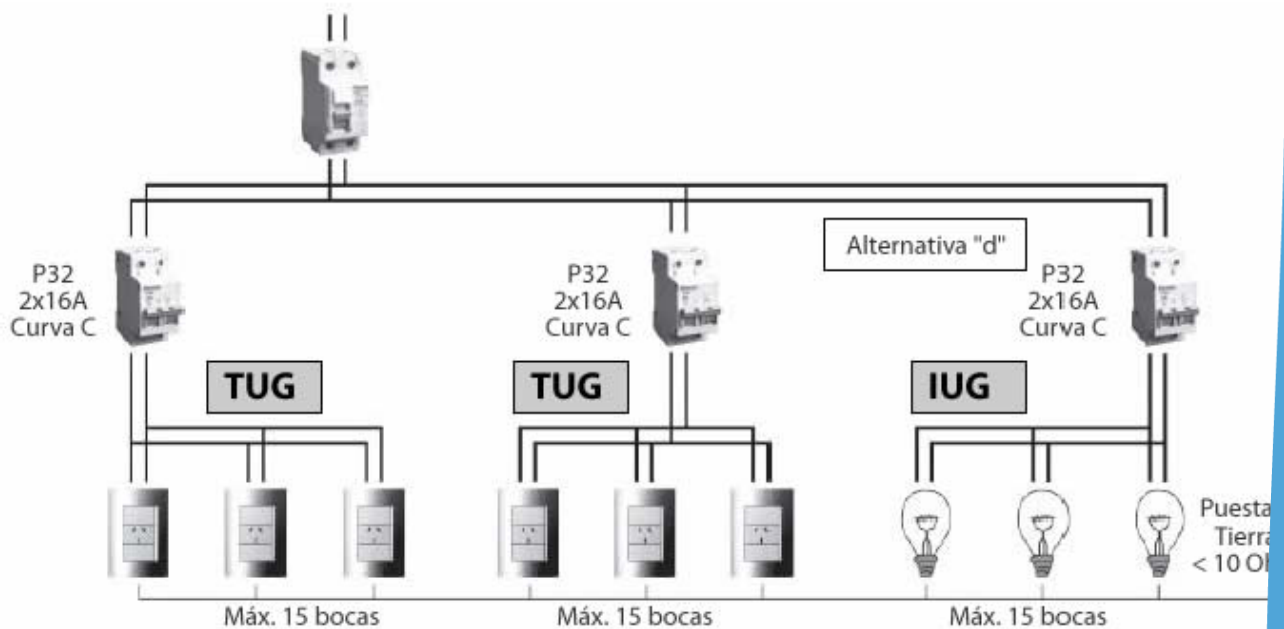 Alternativa "d"
P32
2x16A
Curva C
P32
2x16A
Curva C
P32
2x16A
Curva C
TUG
TUG
IUG
Puesta
Tierra
< 10
Máx. 15 bocas
Máx. 15 bocas
Máx. 15 bocas